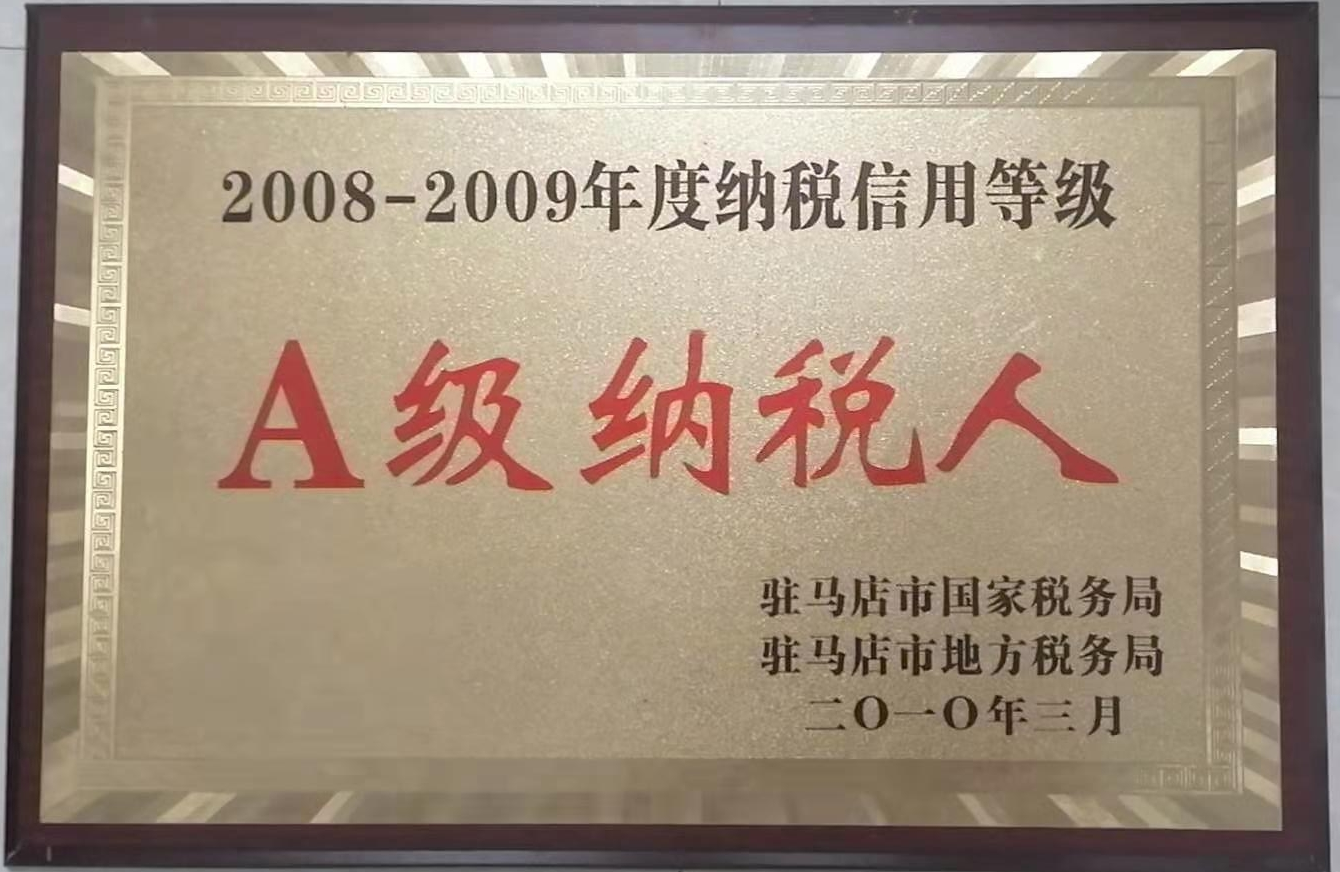 2008-2009年度纳税信用等级
A级纳税人
驻马店市国家税务局
驻马店市地方税务局
二〇一〇年三月